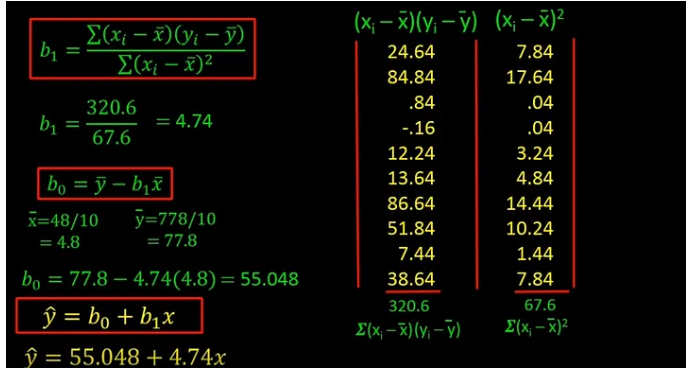 b₁ = ∑(xᵢ − x̄)(yᵢ − ȳ) / ∑(xᵢ − x̄)²
b₁ = 320.6 / 67.6 = 4.74
b₀ = ȳ − b₁x̄
x̄=48/10 ȳ=778/10
= 4.8 = 77.8
b₀ = 77.8 − 4.74(4.8) = 55.048
ŷ = b₀ + b₁x
ŷ = 55.048 + 4.74x
(xᵢ – x̄)(yᵢ – ȳ) (xᵢ – x̄)²
24.64 7.84
84.84 17.64
.84 .04
-.16 .04
12.24 3.24
13.64 4.84
86.64 14.44
51.84 10.24
7.44 1.44
38.64 7.84
320.6 67.6
Σ(xᵢ – x̄)(yᵢ – ȳ) Σ(xᵢ – x̄)²